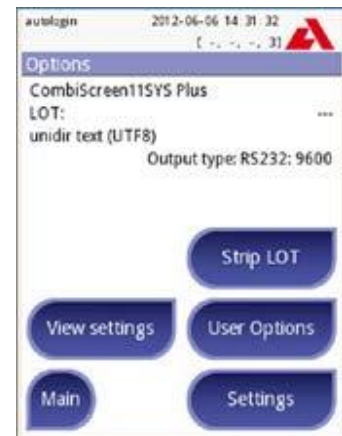 autologin 2012-06-06 14 31 32
[ -, -, -, 3]
Options
CombiScreen11SYS Plus
LOT: ---
unidir text (UTF8)
Output type: RS232: 9600
Strip LOT
View settings User Options
Main Settings